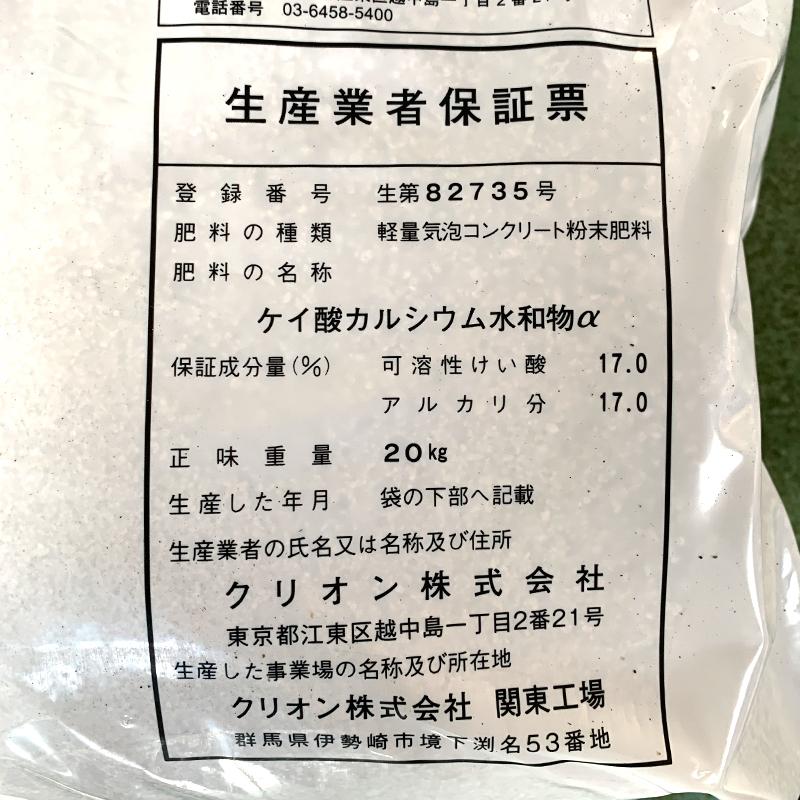 電話番号 03-6458-5400
生産業者保証票
登録番号 生第82735号
肥料の種類 軽量気泡コンクリート粉末肥料
肥料の名称
ケイ酸カルシウム水和物α
保証成分量(%) 可溶性けい酸 17.0
アルカリ分 17.0
正味重量 20kg
生産した年月 袋の下部へ記載
生産業者の氏名又は名称及び住所
クリオン株式会社
東京都江東区越中島一丁目2番21号
生産した事業場の名称及び所在地
クリオン株式会社 関東工場
群馬県伊勢崎市境下渕名53番地